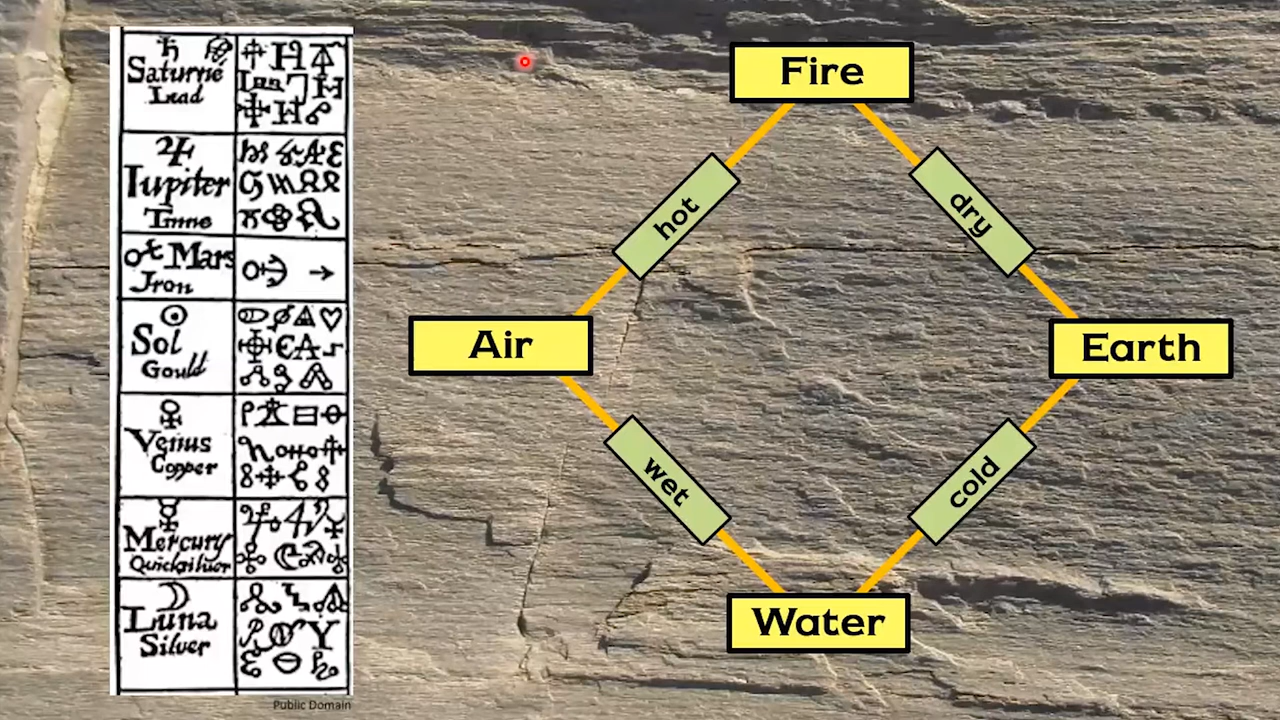 Saturne
Lead
Iupiter
Tinne
Mars
Iron
Sol
Gould
Venus
Copper
Mercury
Quicksiluer
Luna
Silver
Public Domain
Fire
hot
dry
Air
Earth
wet
cold
Water